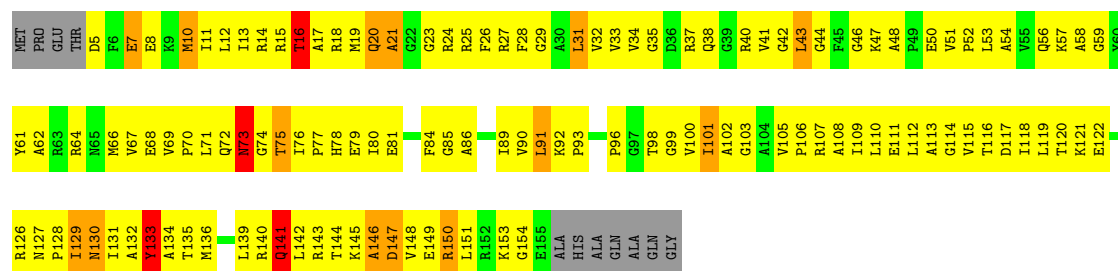 MET PRO GLU THR D5 F6 E7 E8 K9 M10 I11 L12 I13 R14 R15 T16 A17 R18 M19 Q20 A21 G22 G23 R24 R25 F26 R27 F28 G29 A30 L31 V32 V33 V34 G35 D36 R37 Q38 G39 R40 V41 G42 L43 G44 F45 G46 K47 A48 P49 E50 V51 P52 L53 A54 V55 Q56 K57 A58 G59 Y60
Y61 A62 R63 R64 N65 M66 V67 E68 V69 P70 L71 Q72 N73 G74 T75 I76 P77 H78 E79 I80 E81 F84 G85 A86 I89 V90 L91 K92 P93 P96 G97 T98 G99 V100 I101 A102 G103 A104 V105 P106 R107 A108 I109 L110 E111 L112 A113 G114 V115 T116 D117 I118 L119 T120 K121 E122
R126 N127 P128 I129 N130 I131 A132 Y133 A134 T135 M136 L139 R140 Q141 L142 R143 T144 K145 A146 D147 V148 E149 R150 L151 R152 K153 G154 E155 ALA HIS ALA GLN ALA GLN GLY